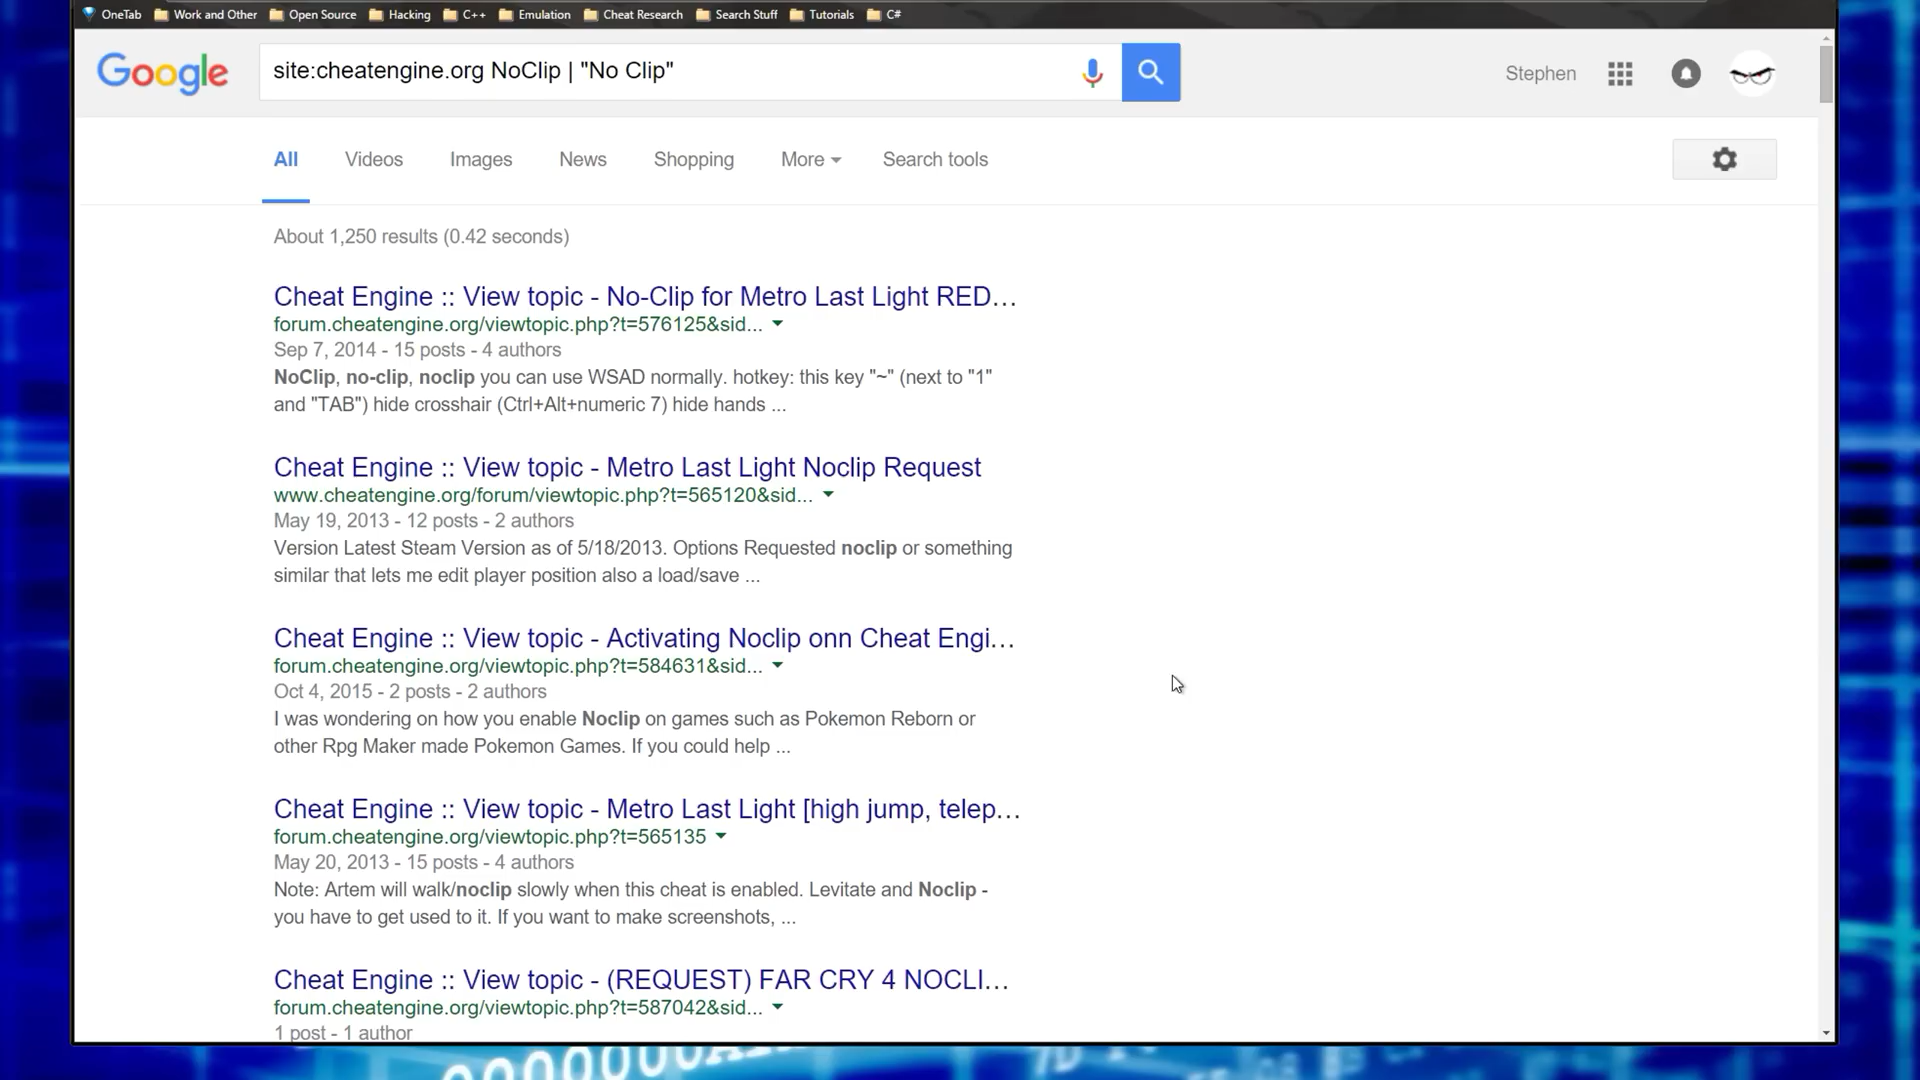 OneTab Work and Other Open Source Hacking C++ Emulation Cheat Research Search Stuff Tutorials C#
Google site:cheatengine.org NoClip | "No Clip" Stephen
All Videos Images News Shopping More Search tools
About 1,250 results (0.42 seconds)
Cheat Engine :: View topic - No-Clip for Metro Last Light RED...
forum.cheatengine.org/viewtopic.php?t=576125&sid...
Sep 7, 2014 - 15 posts - 4 authors
NoClip, no-clip, noclip you can use WSAD normally. hotkey: this key "~" (next to "1"
and "TAB") hide crosshair (Ctrl+Alt+numeric 7) hide hands ...
Cheat Engine :: View topic - Metro Last Light Noclip Request
www.cheatengine.org/forum/viewtopic.php?t=565120&sid...
May 19, 2013 - 12 posts - 2 authors
Version Latest Steam Version as of 5/18/2013. Options Requested noclip or something
similar that lets me edit player position also a load/save ...
Cheat Engine :: View topic - Activating Noclip onn Cheat Engi...
forum.cheatengine.org/viewtopic.php?t=584631&sid...
Oct 4, 2015 - 2 posts - 2 authors
I was wondering on how you enable Noclip on games such as Pokemon Reborn or
other Rpg Maker made Pokemon Games. If you could help ...
Cheat Engine :: View topic - Metro Last Light [high jump, telep...
forum.cheatengine.org/viewtopic.php?t=565135
May 20, 2013 - 15 posts - 4 authors
Note: Artem will walk/noclip slowly when this cheat is enabled. Levitate and Noclip -
you have to get used to it. If you want to make screenshots, ...
Cheat Engine :: View topic - (REQUEST) FAR CRY 4 NOCLI...
forum.cheatengine.org/viewtopic.php?t=587042&sid...
1 post - 1 author